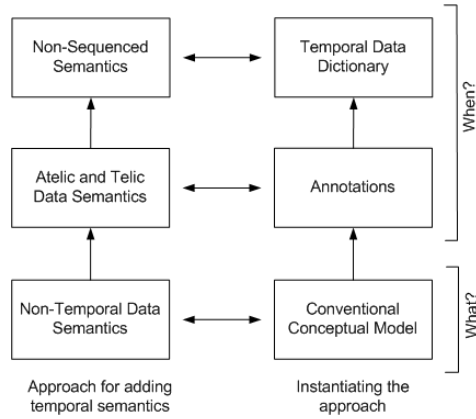 Non-Sequenced
Semantics
Temporal Data
Dictionary
When?
Atelic and Telic
Data Semantics
Annotations
Non-Temporal Data
Semantics
Conventional
Conceptual Model
What?
Approach for adding
temporal semantics
Instantiating the
approach